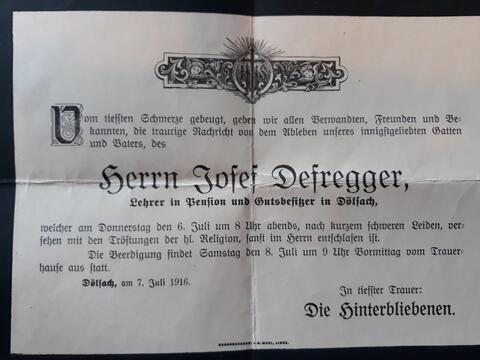 Vom tiefsten Schmerze gebeugt, geben wir allen Verwandten, Freunden und Be-
kannten, die traurige Nachricht von dem Ableben unseres innigstgeliebten Gatten
und Vaters, des
Herrn Josef Defregger,
Lehrer in Pension und Gutsbesitzer in Dölsach,
welcher am Donnerstag den 6. Juli um 8 Uhr abends, nach kurzem schweren Leiden, ver-
sehen mit den Tröstungen der hl. Religion, sanft im Herrn entschlafen ist.
Die Beerdigung findet Samstag den 8. Juli um 9 Uhr Vormittag vom Trauer-
hause aus statt.
Dölsach, am 7. Juli 1916.
In tiefster Trauer:
Die Hinterbliebenen.